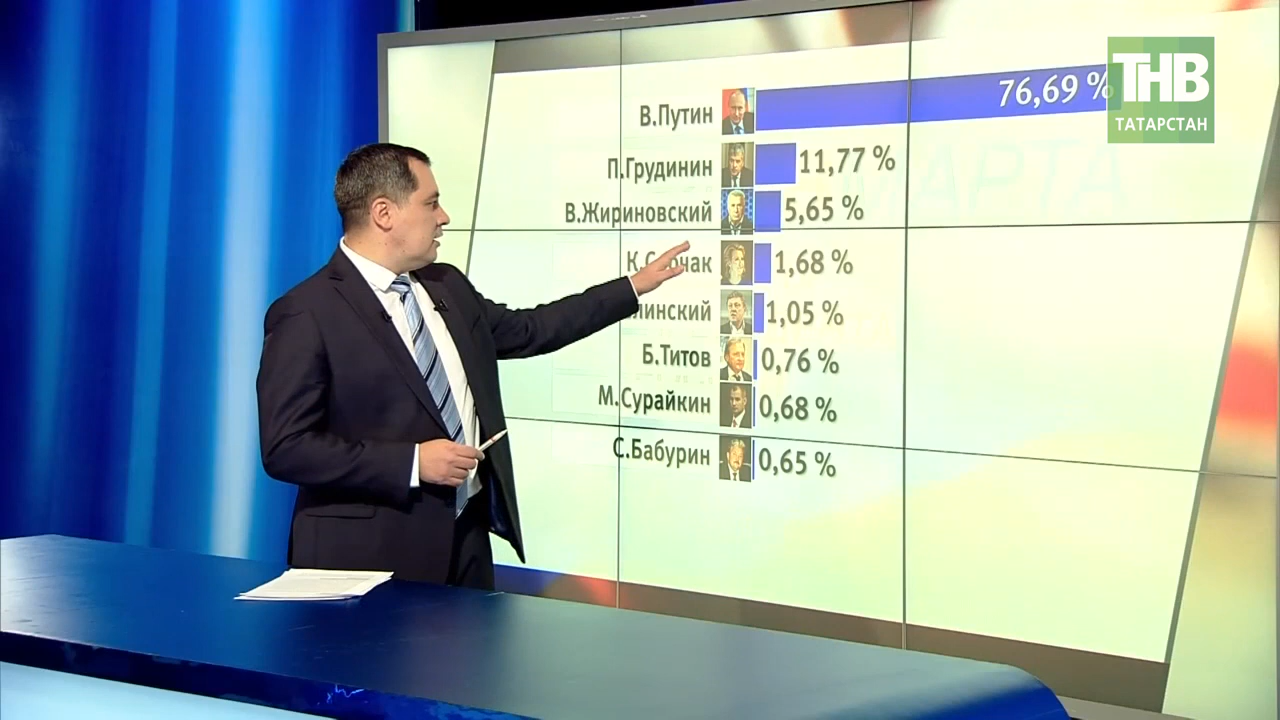 В.Путин 76,69 %
П.Грудинин 11,77 %
В.Жириновский 5,65 %
1,68 %
1,05 %
Б.Титов 0,76 %
М.Сурайкин 0,68 %
С.Бабурин 0,65 %
ТНВ
ТАТАРСТАН
МАРТА